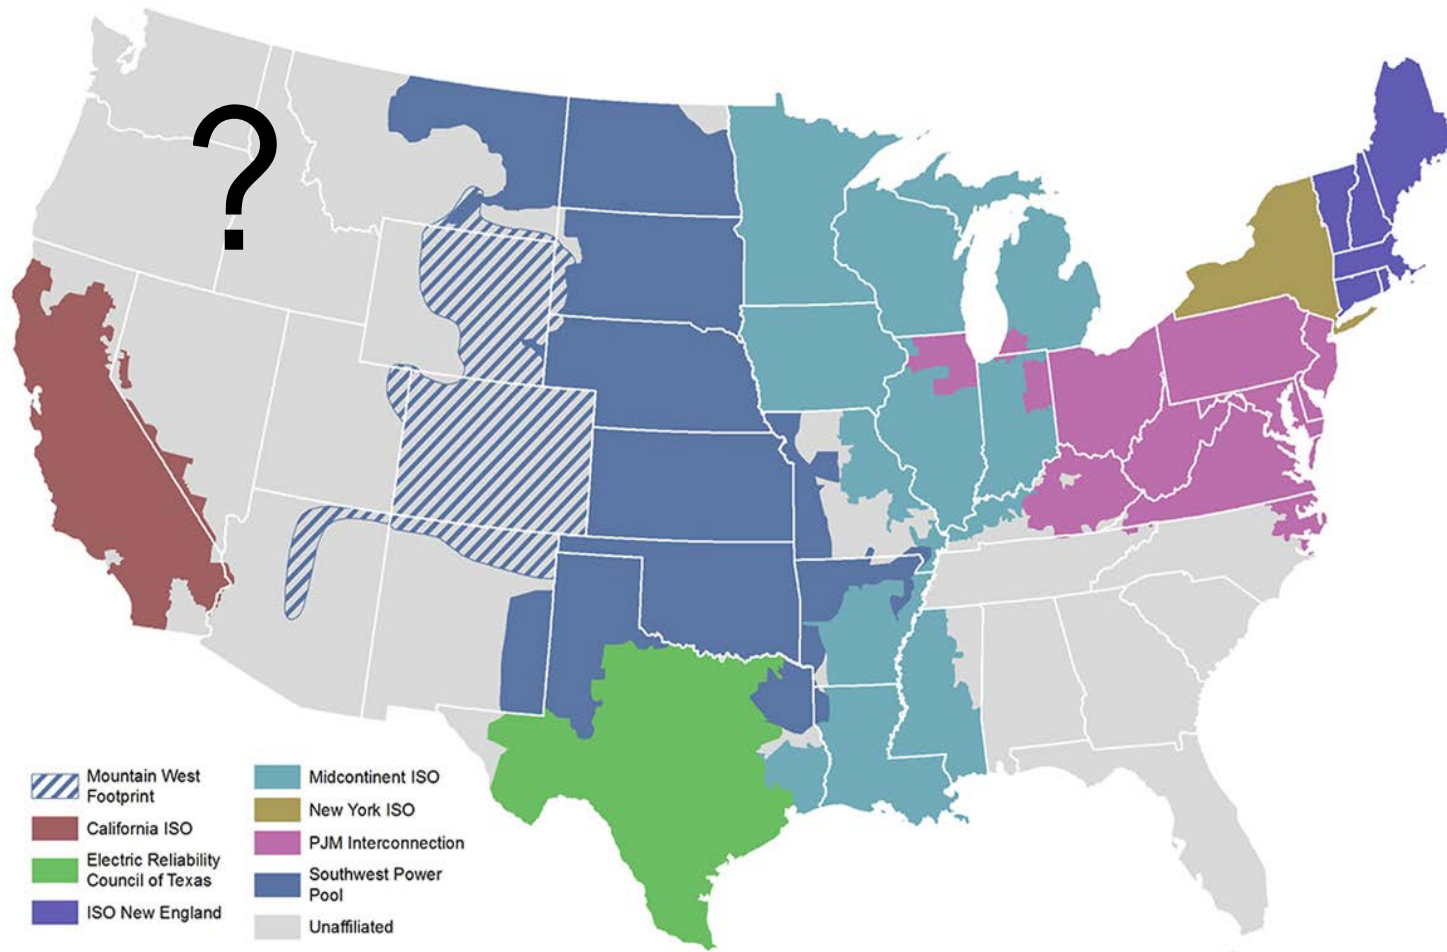 ?
Mountain West
Footprint
California ISO
Electric Reliability
Council of Texas
ISO New England
Midcontinent ISO
New York ISO
PJM Interconnection
Southwest Power
Pool
Unaffiliated